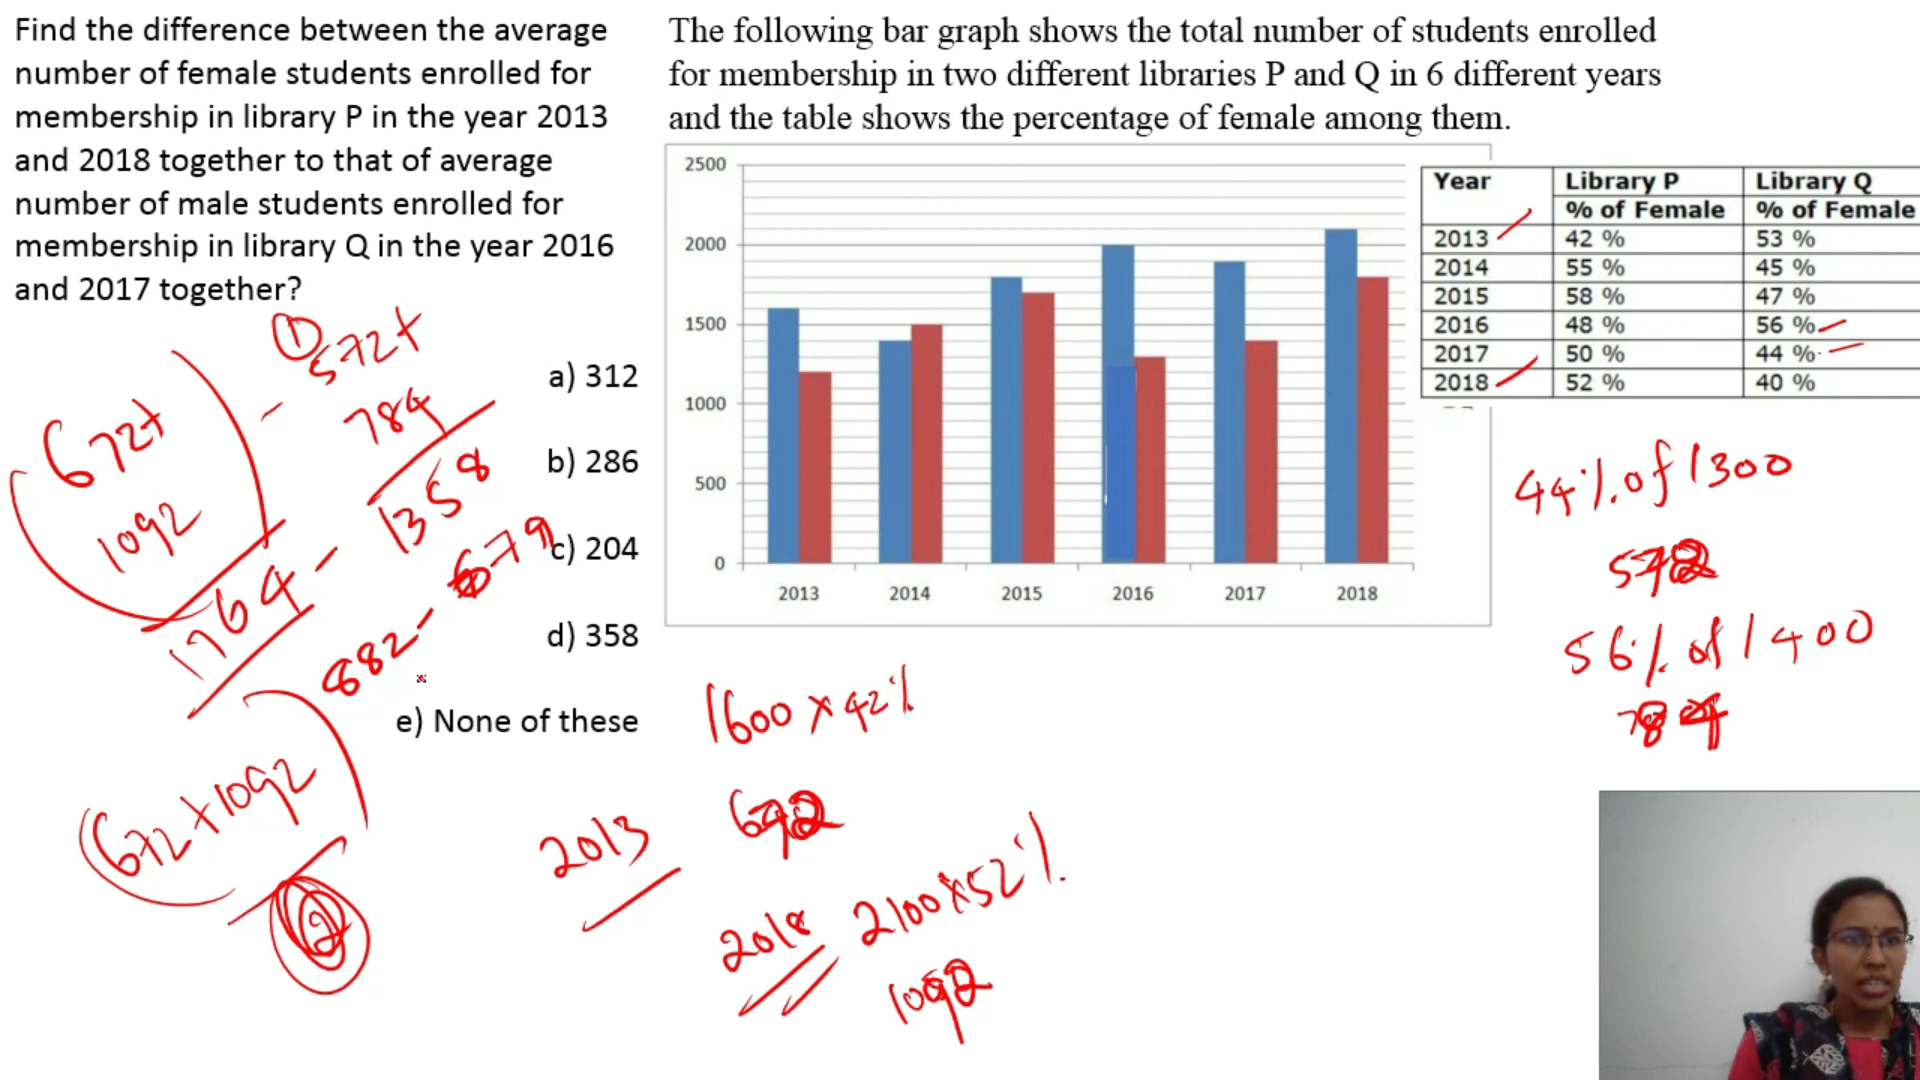 Find the difference between the average
number of female students enrolled for
membership in library P in the year 2013
and 2018 together to that of average
number of male students enrolled for
membership in library Q in the year 2016
and 2017 together?
a) 312
b) 286
c) 204
d) 358
e) None of these
The following bar graph shows the total number of students enrolled
for membership in two different libraries P and Q in 6 different years
and the table shows the percentage of female among them.
2500
2000
1500
1000
500
0
2013 2014 2015 2016 2017 2018
Year Library P Library Q
% of Female % of Female
2013 42 % 53 %
2014 55 % 45 %
2015 58 % 47 %
2016 48 % 56 %
2017 50 % 44 %
2018 52 % 40 %
1
672+
1092
1764 -
- 572+
784
1358
882 - 679
(672+1092)
2
1600 x 42%
2013 672
2018 2100x52%
1092
44% of 1300
572
56% of 1400
784